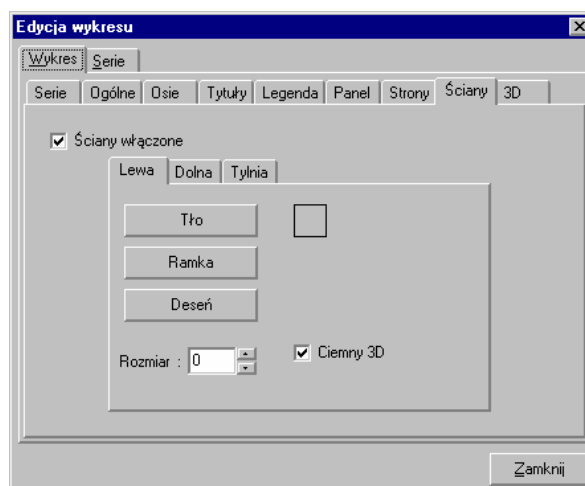 Edycja wykresu
Wykres Serie
Serie Ogólne Osie Tytuły Legenda Panel Strony Ściany 3D
Ściany włączone
Lewa Dolna Tylnia
Tło
Ramka
Deseń
Rozmiar : 0 Ciemny 3D
Zamknij